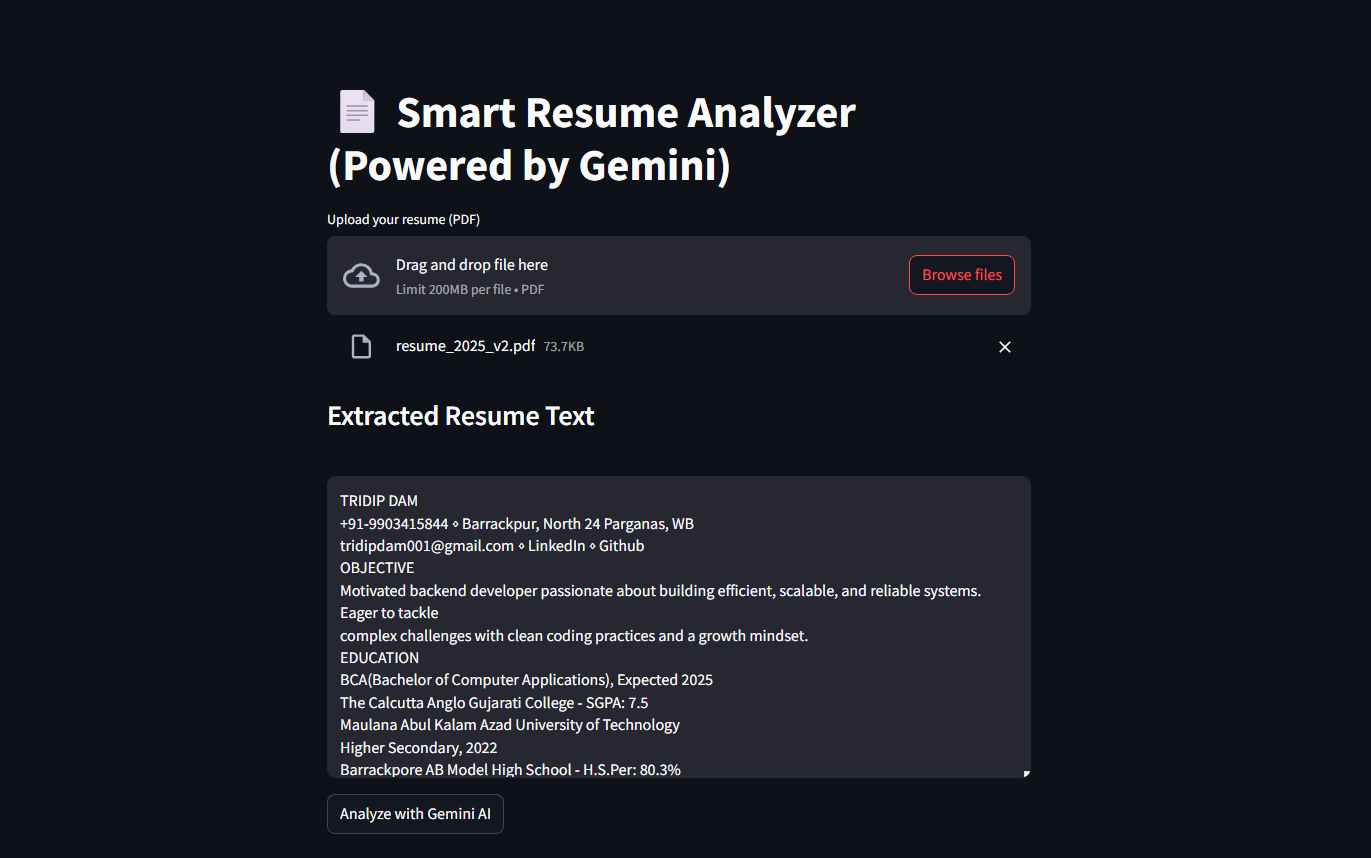 Smart Resume Analyzer
(Powered by Gemini)
Upload your resume (PDF)
Drag and drop file here
Limit 200MB per file • PDF
Browse files
resume_2025_v2.pdf 73.7KB
Extracted Resume Text
TRIDIP DAM
+91-9903415844 ⋄ Barrackpur, North 24 Parganas, WB
tridipdam001@gmail.com ⋄ LinkedIn ⋄ Github
OBJECTIVE
Motivated backend developer passionate about building efficient, scalable, and reliable systems.
Eager to tackle
complex challenges with clean coding practices and a growth mindset.
EDUCATION
BCA(Bachelor of Computer Applications), Expected 2025
The Calcutta Anglo Gujarati College - SGPA: 7.5
Maulana Abul Kalam Azad University of Technology
Higher Secondary, 2022
Barrackpore AB Model High School - H.S.Per: 80.3%
Analyze with Gemini AI